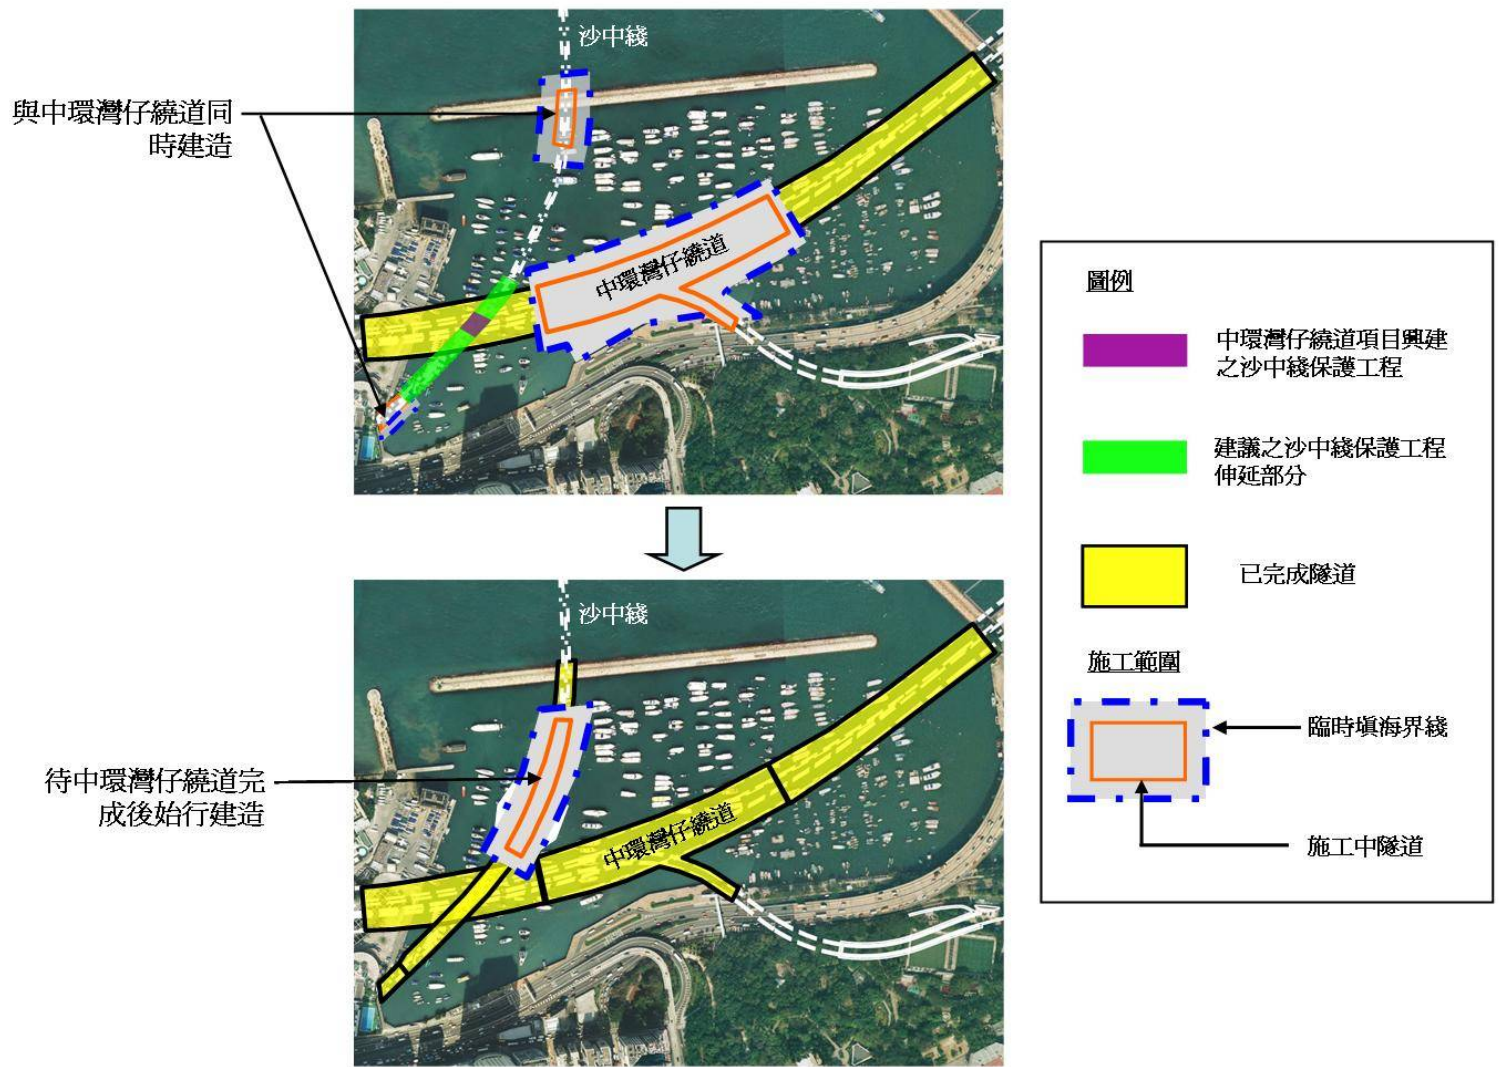 沙中綫
與中環灣仔繞道同
時建造
中環灣仔繞道
圖例
中環灣仔繞道項目興建
之沙中綫保護工程
建議之沙中綫保護工程
伸延部分
已完成隧道
施工範圍
臨時填海界綫
施工中隧道
沙中綫
待中環灣仔繞道完
成後始行建造
中環灣仔繞道